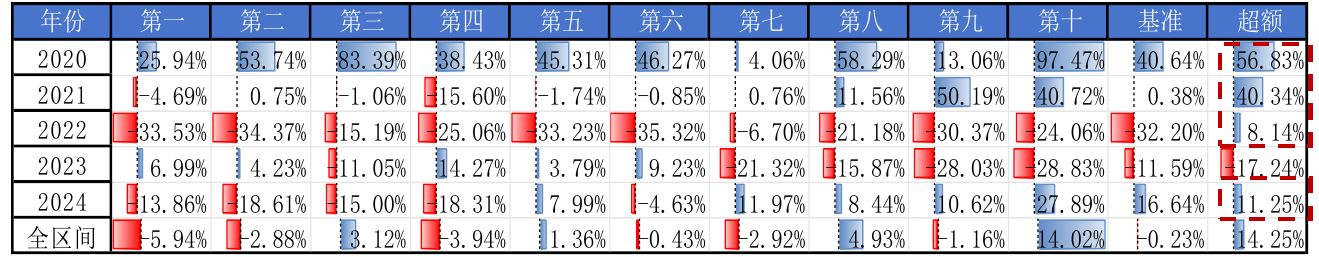 年份 第一 第二 第三 第四 第五 第六 第七 第八 第九 第十 基准 超额
2020 25.94% 53.74% 83.39% 38.43% 45.31% 46.27% 4.06% 58.29% 13.06% 97.47% 40.64% 56.83%
2021 -4.69% 0.75% -1.06% -15.60% -1.74% -0.85% 0.76% 11.56% 50.19% 40.72% 0.38% 40.34%
2022 -33.53% -34.37% -15.19% -25.06% -33.23% -35.32% -6.70% -21.18% -30.37% -24.06% -32.20% 8.14%
2023 6.99% 4.23% -11.05% 14.27% 3.79% 9.23% -21.32% -15.87% -28.03% -28.83% -11.59% -17.24%
2024 -13.86% -18.61% -15.00% -18.31% 7.99% -4.63% 11.97% 8.44% 10.62% 27.89% 16.64% 11.25%
全区间 -5.94% -2.88% 3.12% -3.94% 1.36% -0.43% -2.92% 4.93% -1.16% 14.02% -0.23% 14.25%